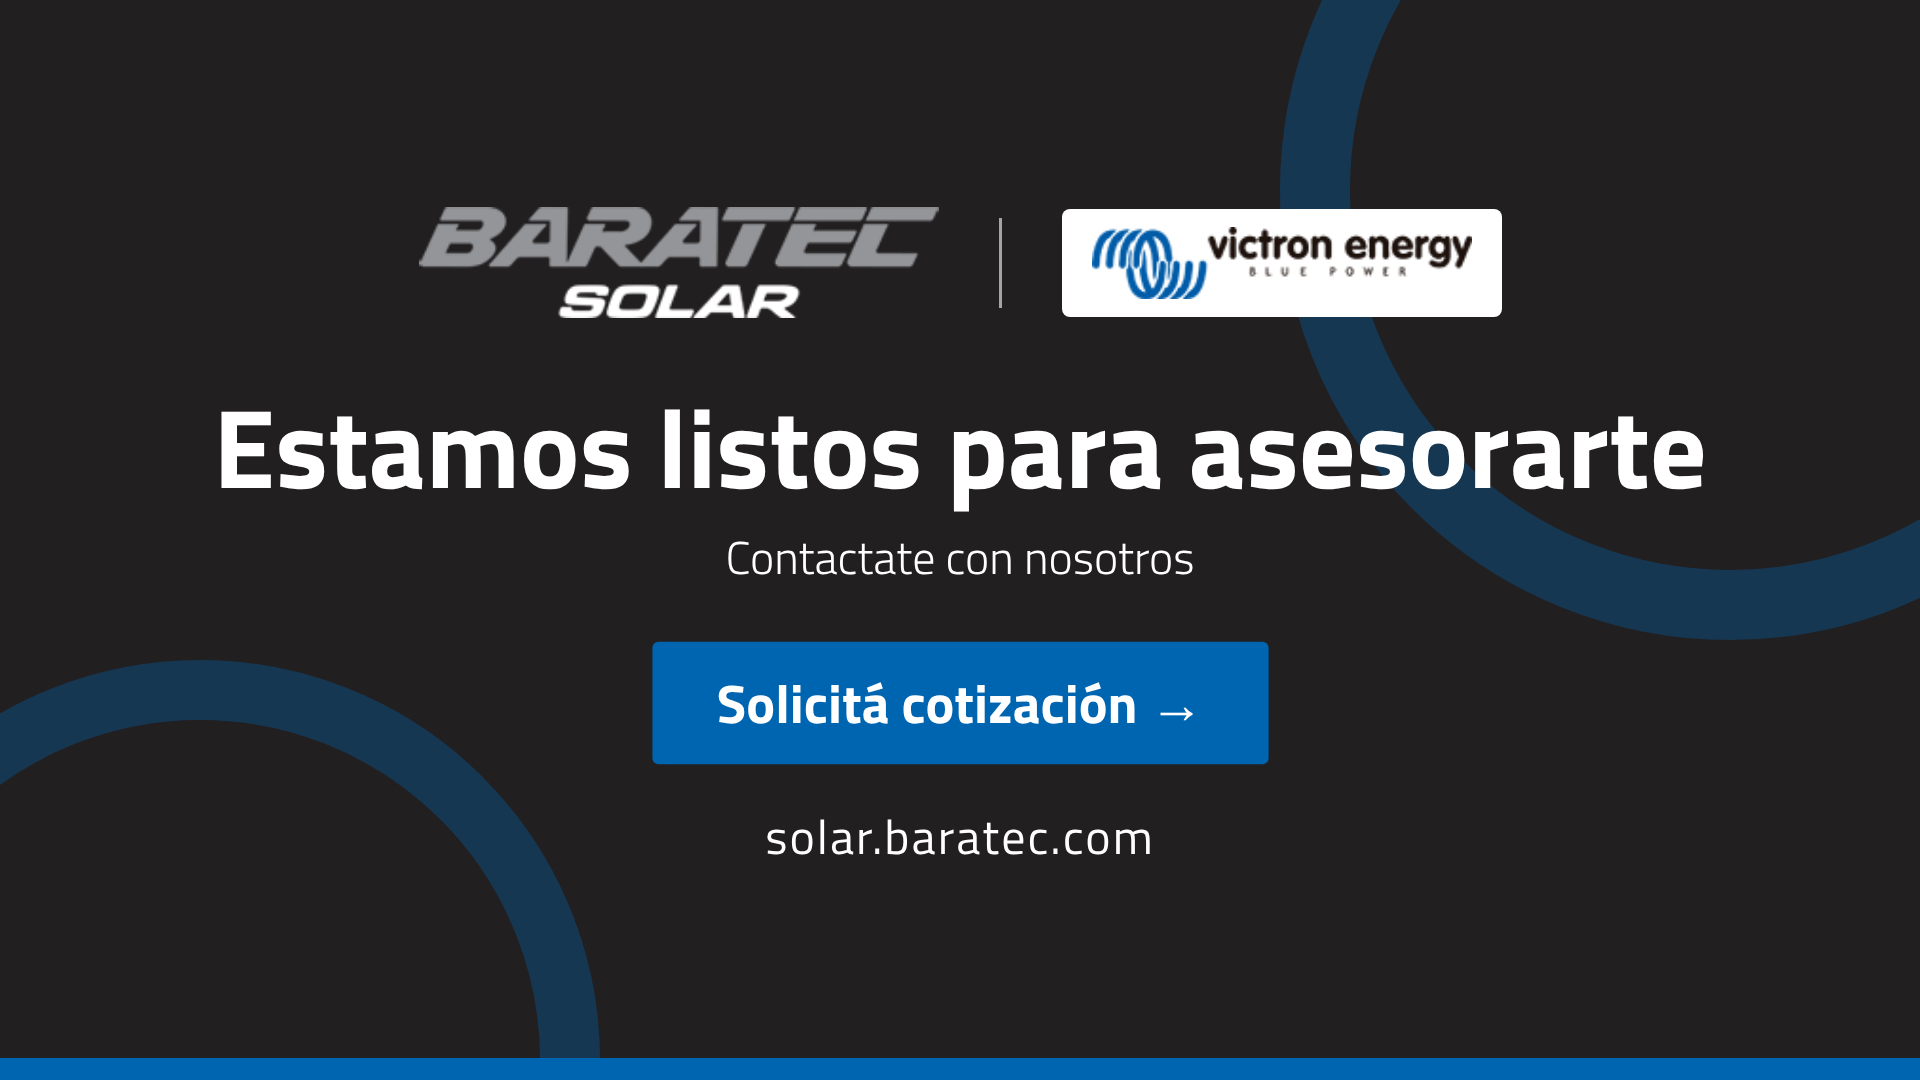 BARATEC
SOLAR
victron energy
BLUE POWER
Estamos listos para asesorarte
Contactate con nosotros
Solicitá cotización →
solar.baratec.com